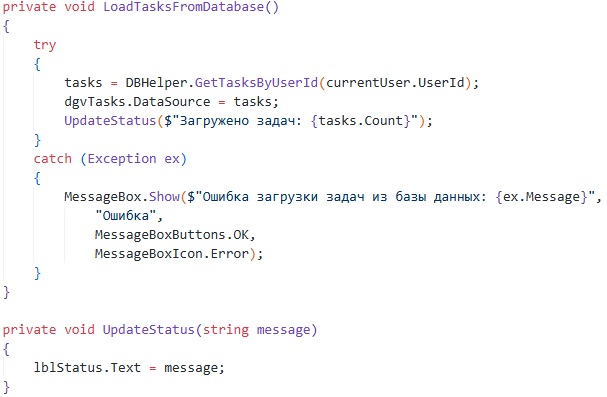 private void LoadTasksFromDatabase()
{
    try
    {
        tasks = DBHelper.GetTasksByUserId(currentUser.UserId);
        dgvTasks.DataSource = tasks;
        UpdateStatus($"Загружено задач: {tasks.Count}");
    }
    catch (Exception ex)
    {
        MessageBox.Show($"Ошибка загрузки задач из базы данных: {ex.Message}",
            "Ошибка",
            MessageBoxButtons.OK,
            MessageBoxIcon.Error);
    }
}

private void UpdateStatus(string message)
{
    lblStatus.Text = message;
}